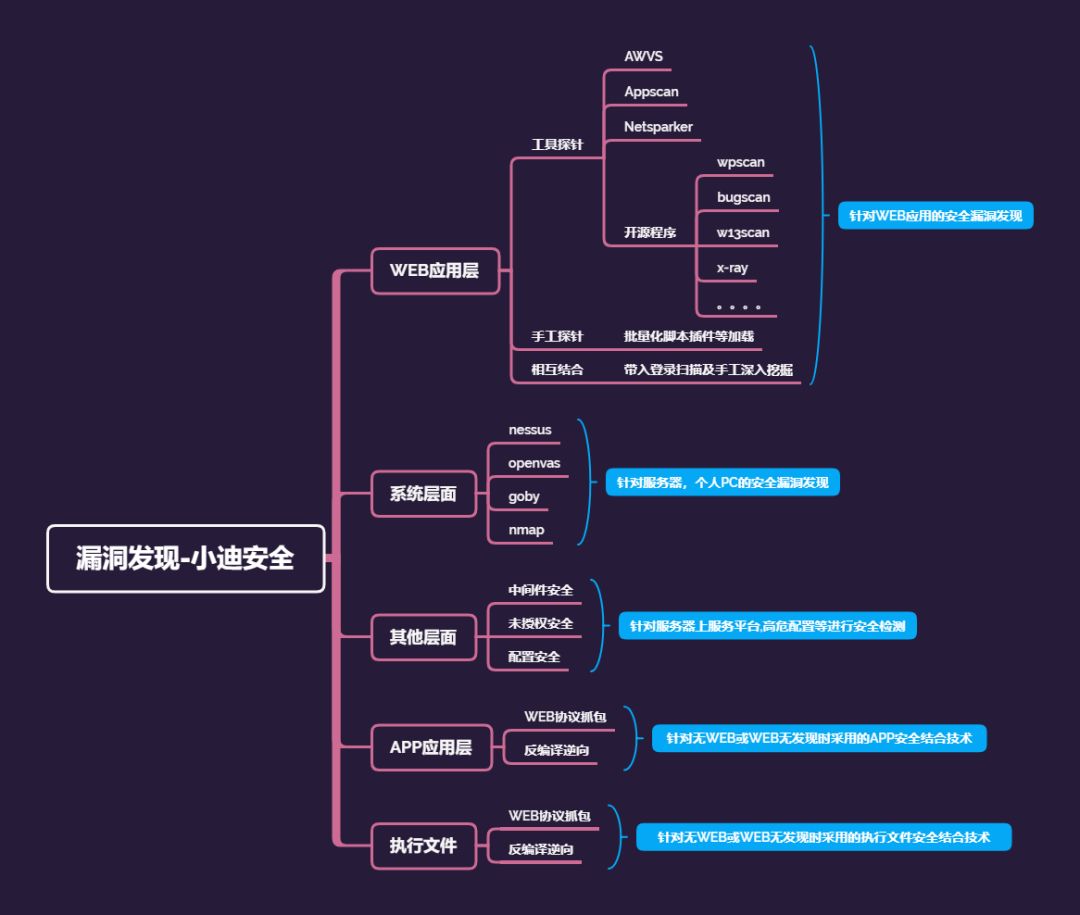 AWVS
Appscan
Netsparker
工具探针
wpscan
bugscan
开源程序
w13scan
x-ray
。。。。
针对WEB应用的安全漏洞发现
WEB应用层
手工探针
批量化脚本插件等加载
相互结合
带入登录扫描及手工深入挖掘
nessus
openvas
goby
nmap
系统层面
针对服务器，个人PC的安全漏洞发现
漏洞发现-小迪安全
中间件安全
未授权安全
配置安全
其他层面
针对服务器上服务平台,高危配置等进行安全检测
WEB协议抓包
反编译逆向
APP应用层
针对无WEB或WEB无发现时采用的APP安全结合技术
WEB协议抓包
反编译逆向
执行文件
针对无WEB或WEB无发现时采用的执行文件安全结合技术